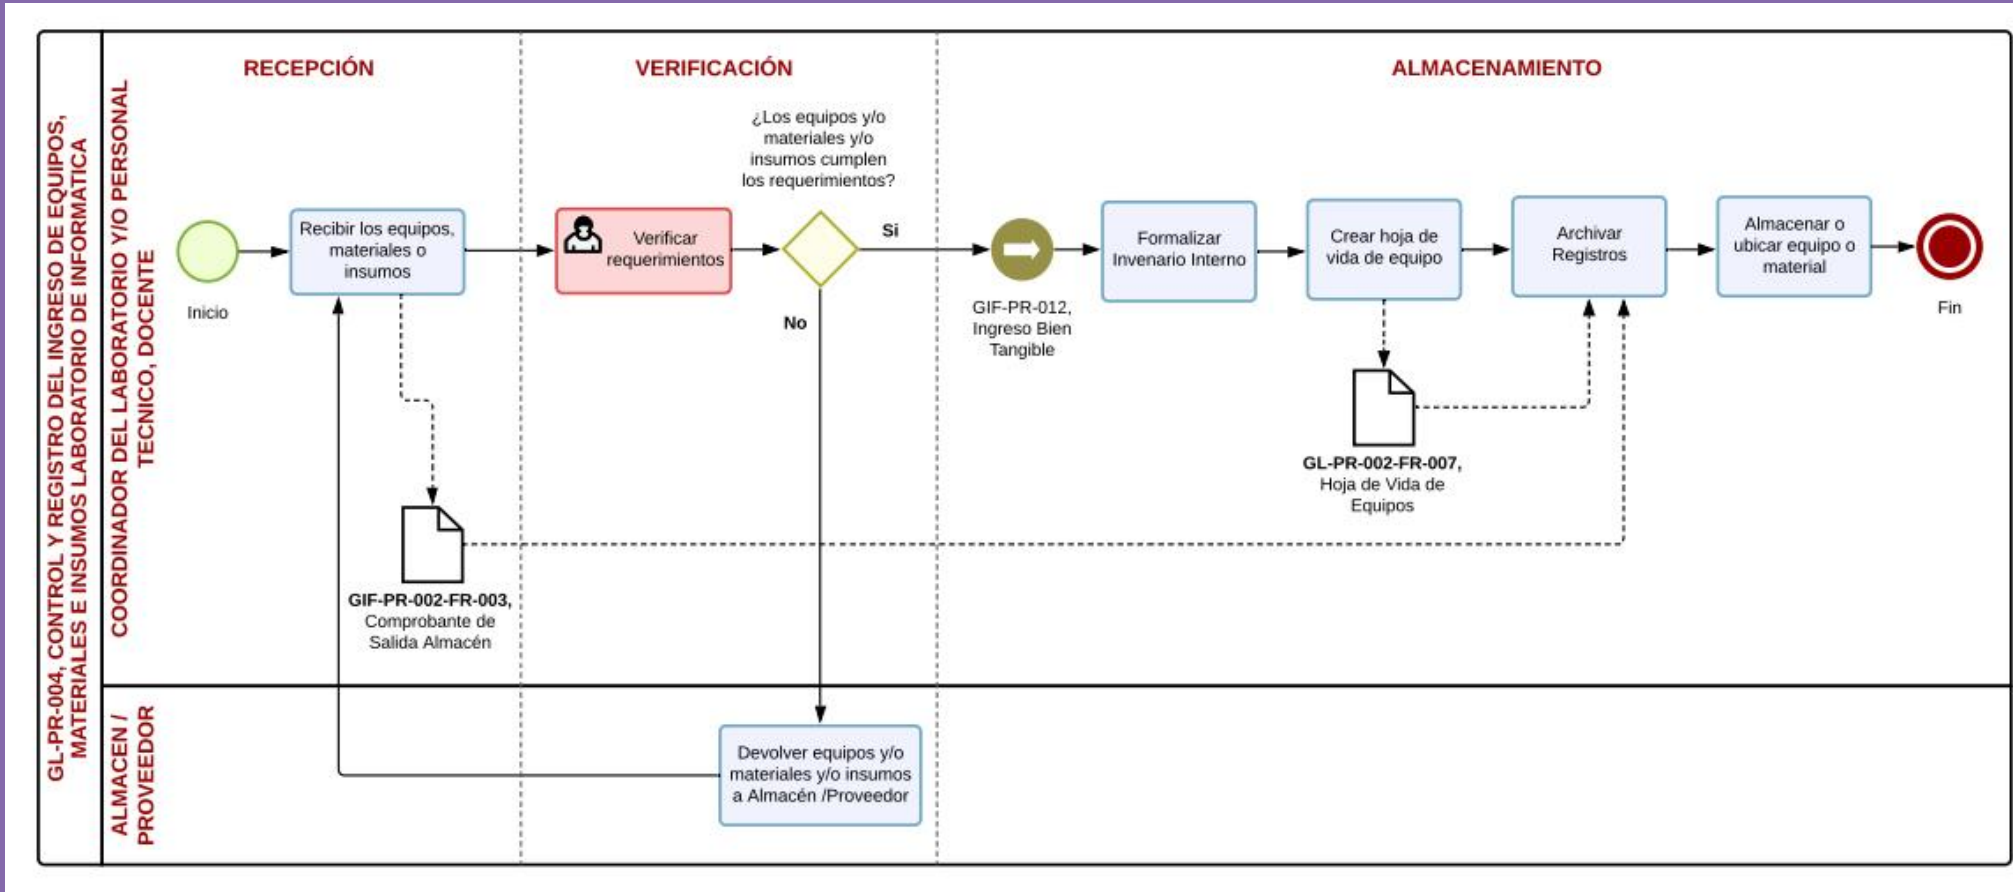 GL-PR-004, CONTROL Y REGISTRO DEL INGRESO DE EQUIPOS,
MATERIALES E INSUMOS LABORATORIO DE INFORMATICA
COORDINADOR DEL LABORATORIO Y/O PERSONAL
TECNICO, DOCENTE
RECEPCIÓN
VERIFICACIÓN
ALMACENAMIENTO
Inicio
Recibir los equipos,
materiales o
insumos
GIF-PR-002-FR-003,
Comprobante de
Salida Almacén
Verificar
requerimientos
¿Los equipos y/o
materiales y/o
insumos cumplen
los requerimientos?
Si
No
GIF-PR-012,
Ingreso Bien
Tangible
Formalizar
Invenario Interno
Crear hoja de
vida de equipo
GL-PR-002-FR-007,
Hoja de Vida de
Equipos
Archivar
Registros
Almacenar o
ubicar equipo o
material
Fin
ALMACEN /
PROVEEDOR
Devolver equipos y/o
materiales y/o insumos
a Almacén /Proveedor